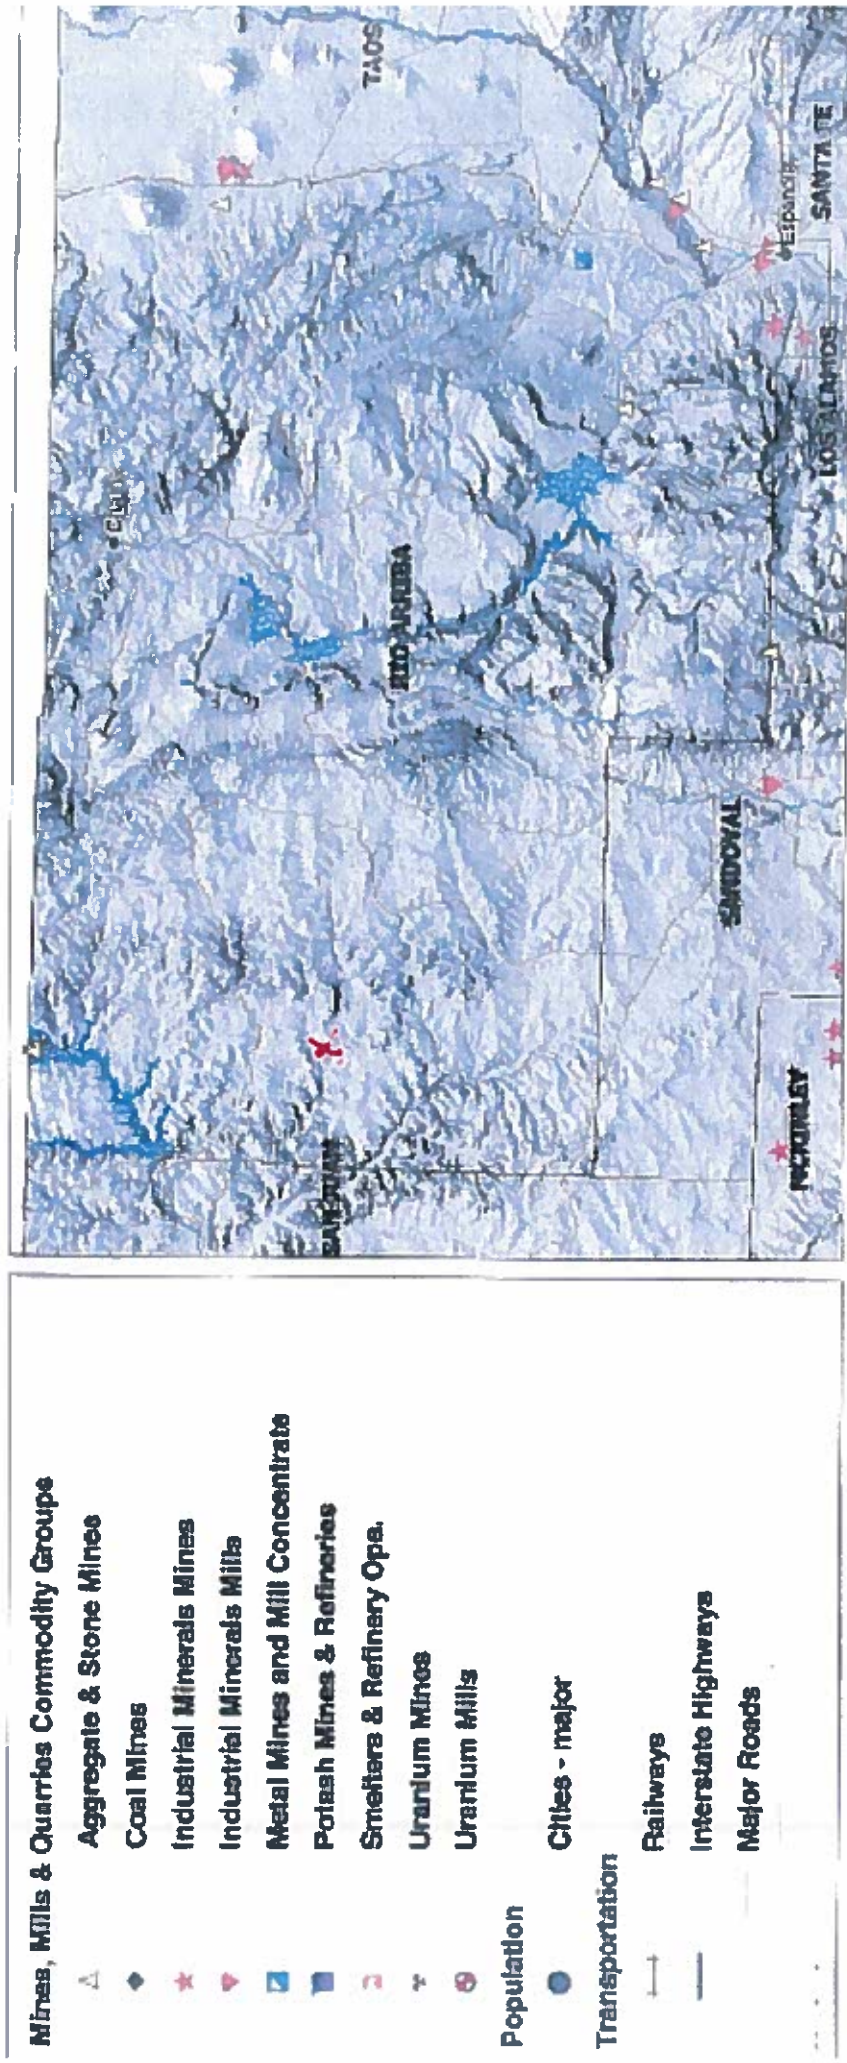 Mines, Mills & Quarries Commodity Groups
Aggregate & Stone Mines
Coal Mines
Industrial Minerals Mines
Industrial Minerals Mills
Metal Mines and Mill Concentrate
Potash Mines & Refineries
Smelters & Refinery Ops.
Uranium Mines
Uranium Mills
Population
Cities - major
Transportation
Railways
Interstate Highways
Major Roads
TAOS
RIO ARRIBA
SAN JUAN
SANDOVAL
MCKINLEY
LOS ALAMOS
Espanola
SANTA FE